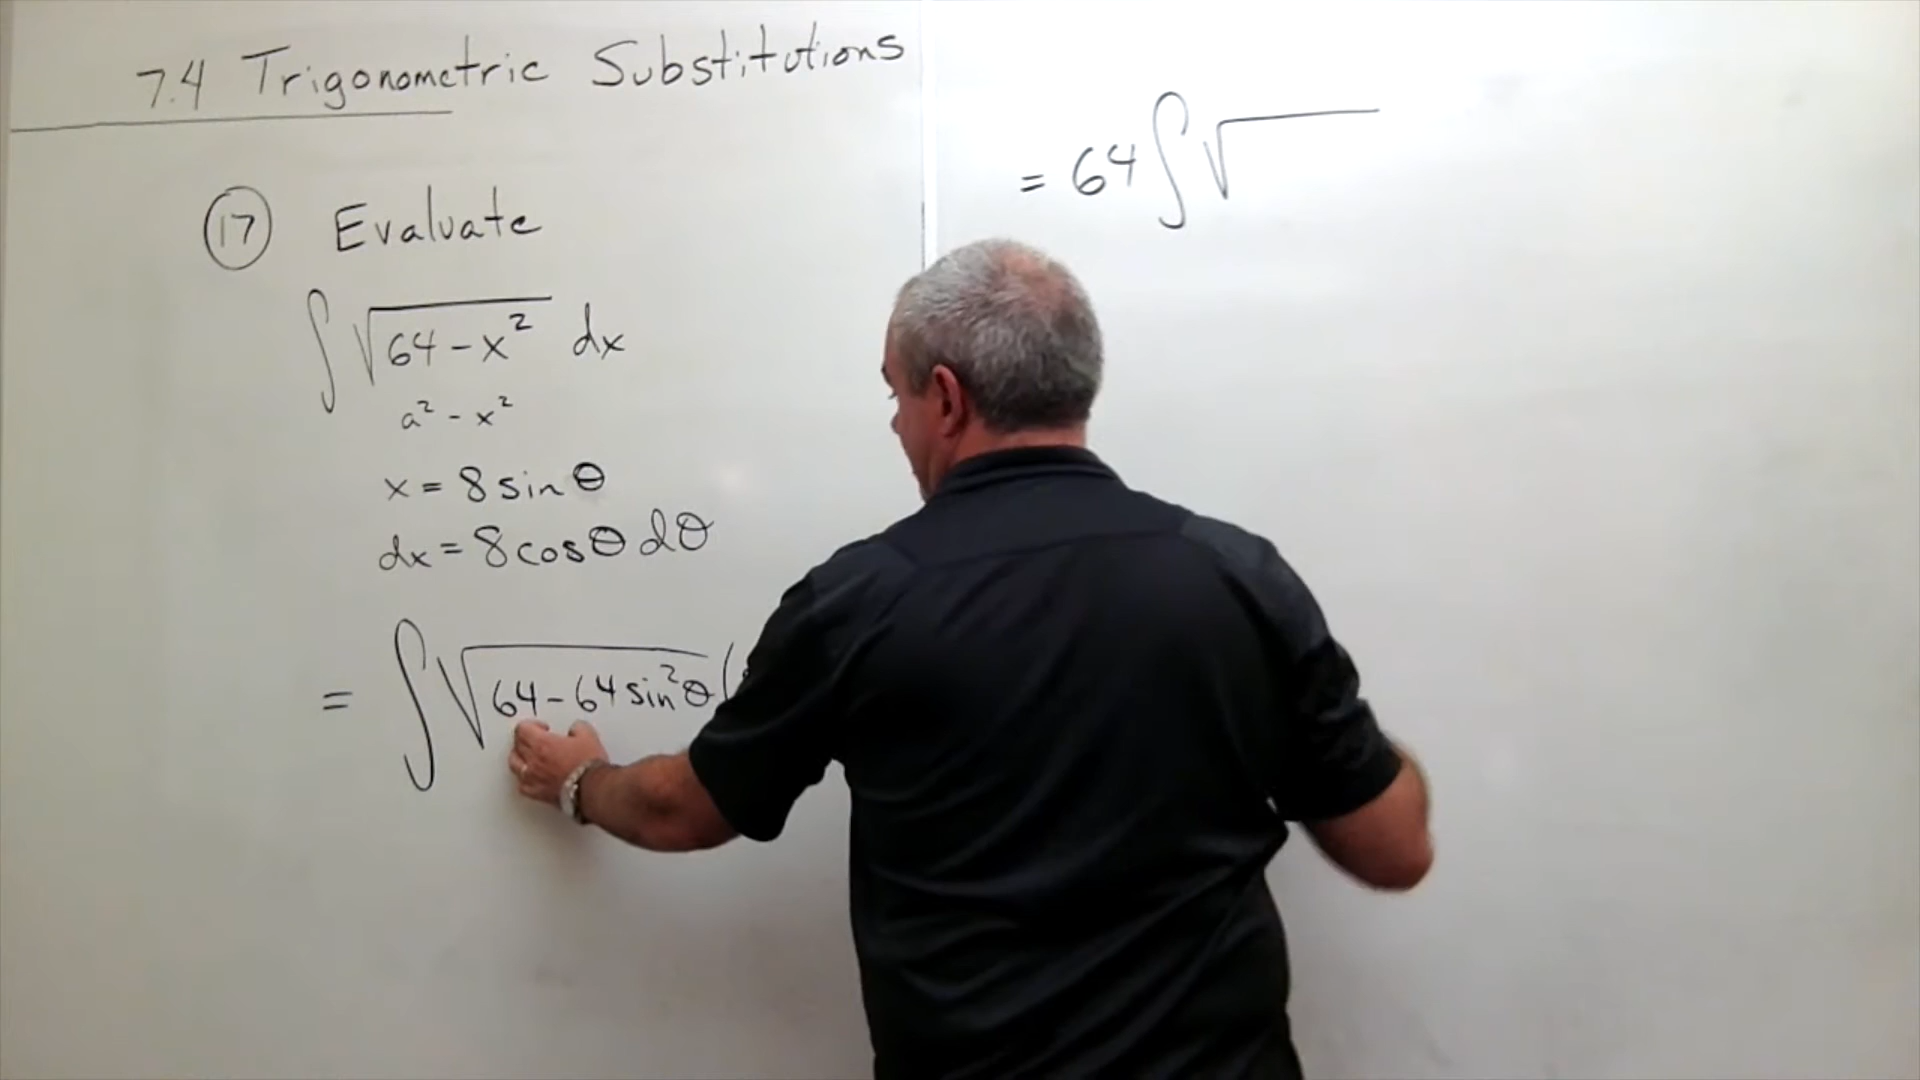 7.4 Trigonometric Substitutions
17 Evaluate
∫ √(64 - x²) dx
a² - x²
x = 8 sin θ
dx = 8 cos θ dθ
= ∫ √(64 - 64 sin² θ) (
= 64 ∫ √